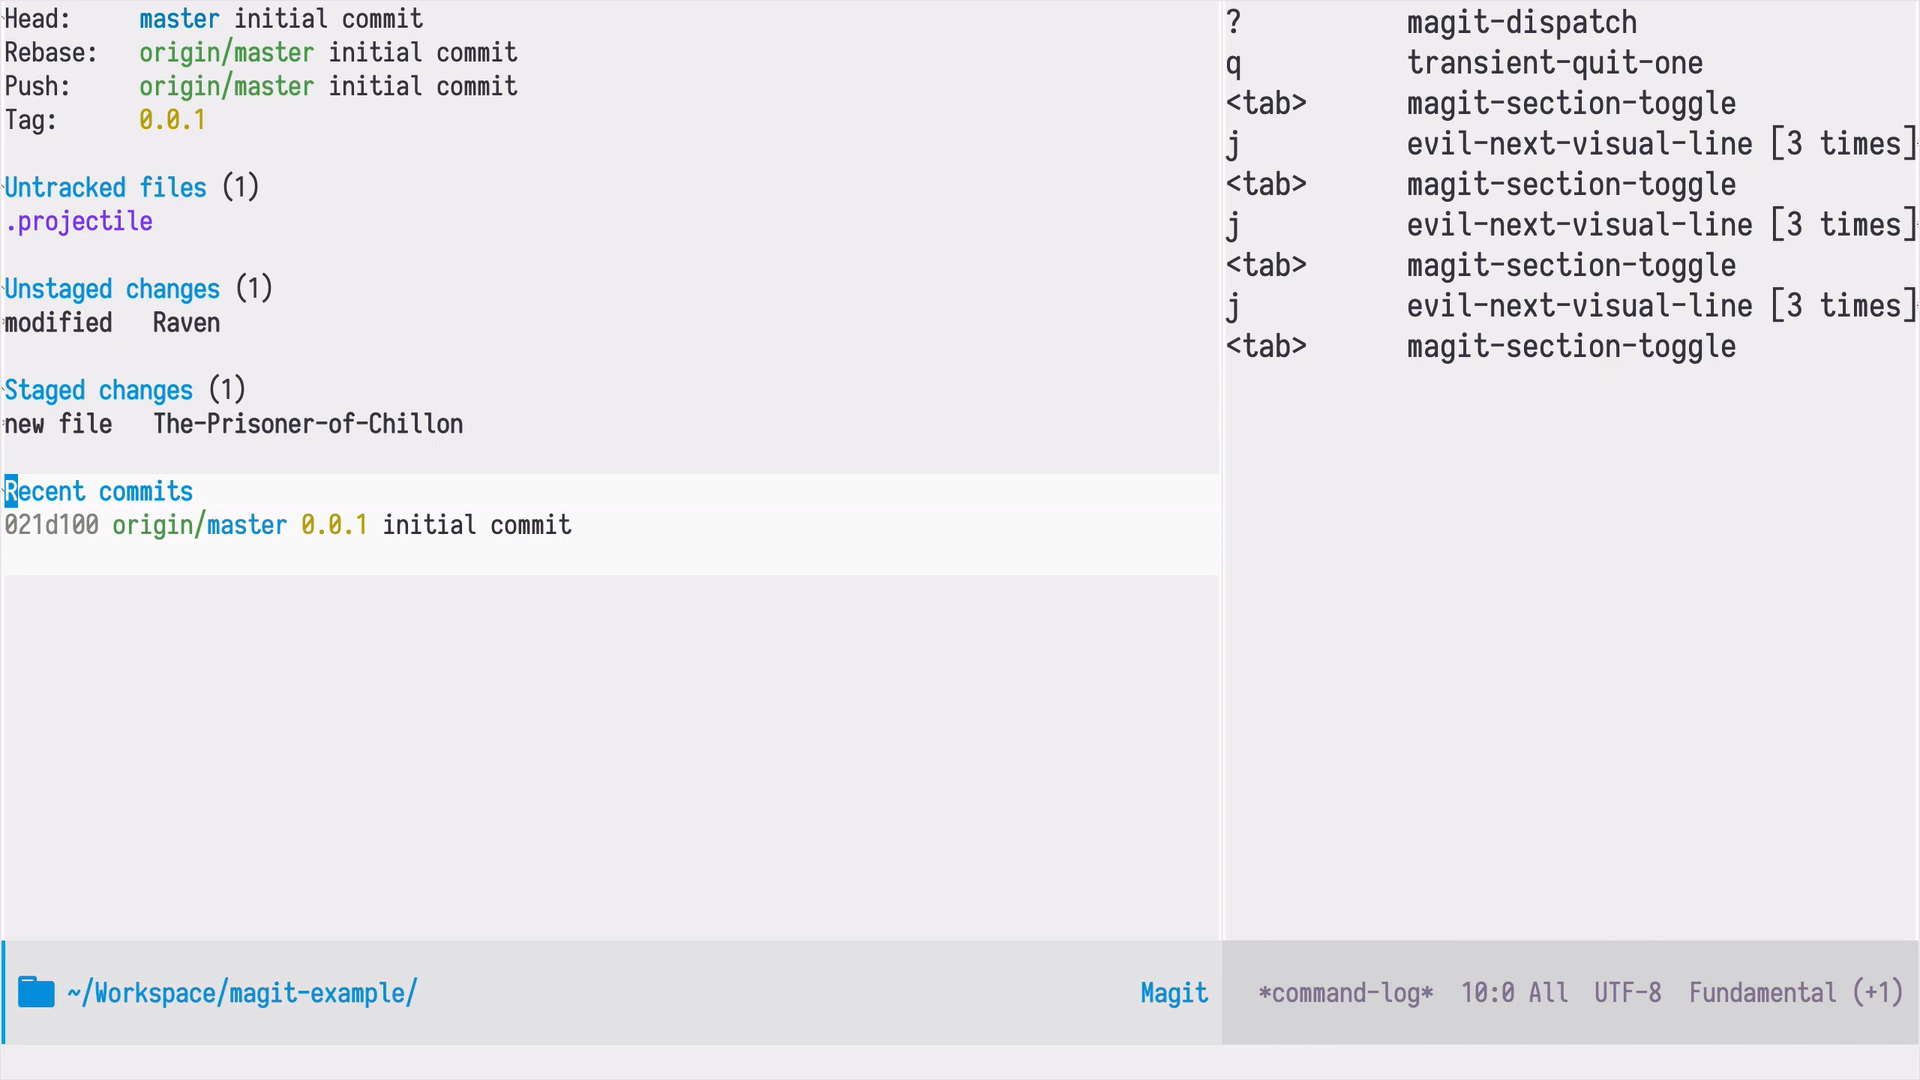 Head:     master initial commit
Rebase:   origin/master initial commit
Push:     origin/master initial commit
Tag:      0.0.1
Untracked files (1)
.projectile
Unstaged changes (1)
modified   Raven
Staged changes (1)
new file   The-Prisoner-of-Chillon
Recent commits
021d100 origin/master 0.0.1 initial commit
~/Workspace/magit-example/ Magit
? magit-dispatch
q transient-quit-one
<tab> magit-section-toggle
j evil-next-visual-line [3 times]
<tab> magit-section-toggle
j evil-next-visual-line [3 times]
<tab> magit-section-toggle
j evil-next-visual-line [3 times]
<tab> magit-section-toggle
*command-log* 10:0 All UTF-8 Fundamental (+1)